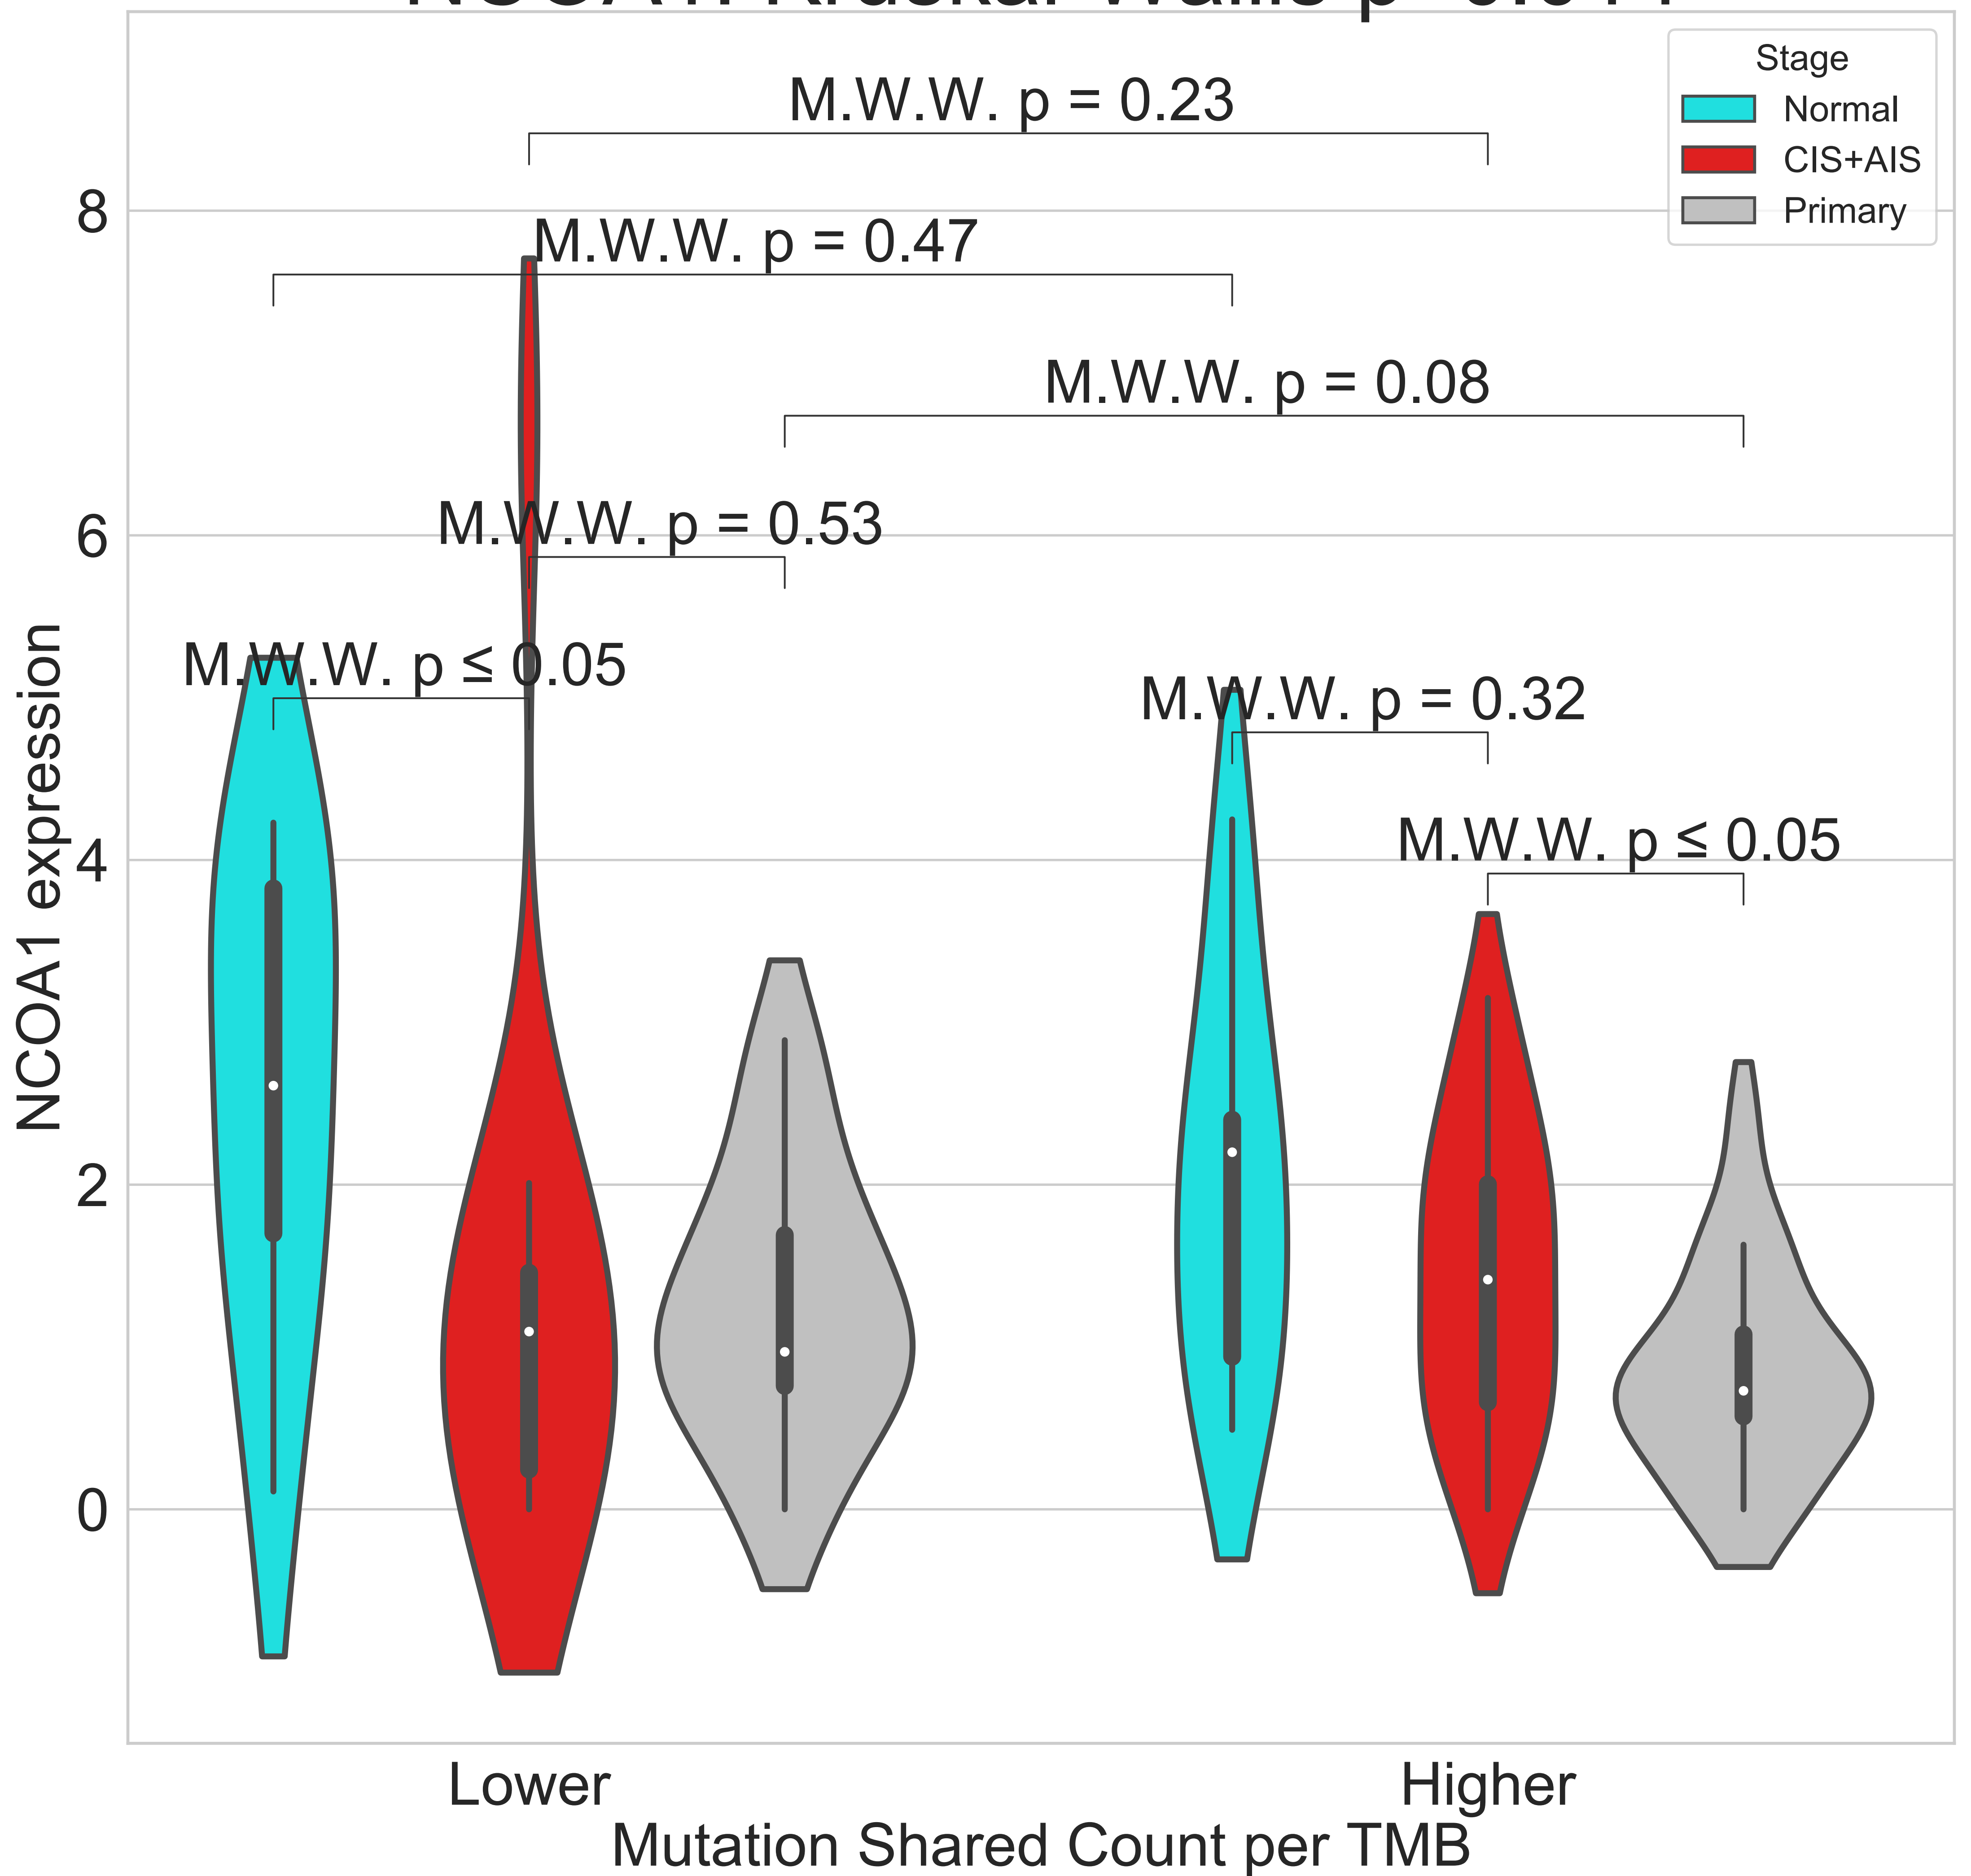 Stage
Normal
CIS+AIS
Primary
M.W.W. p = 0.23
M.W.W. p = 0.47
M.W.W. p = 0.08
M.W.W. p = 0.53
M.W.W. p ≤ 0.05
M.W.W. p = 0.32
M.W.W. p ≤ 0.05
8
6
4
2
0
NCOA1 expression
Lower
Higher
Mutation Shared Count per TMB